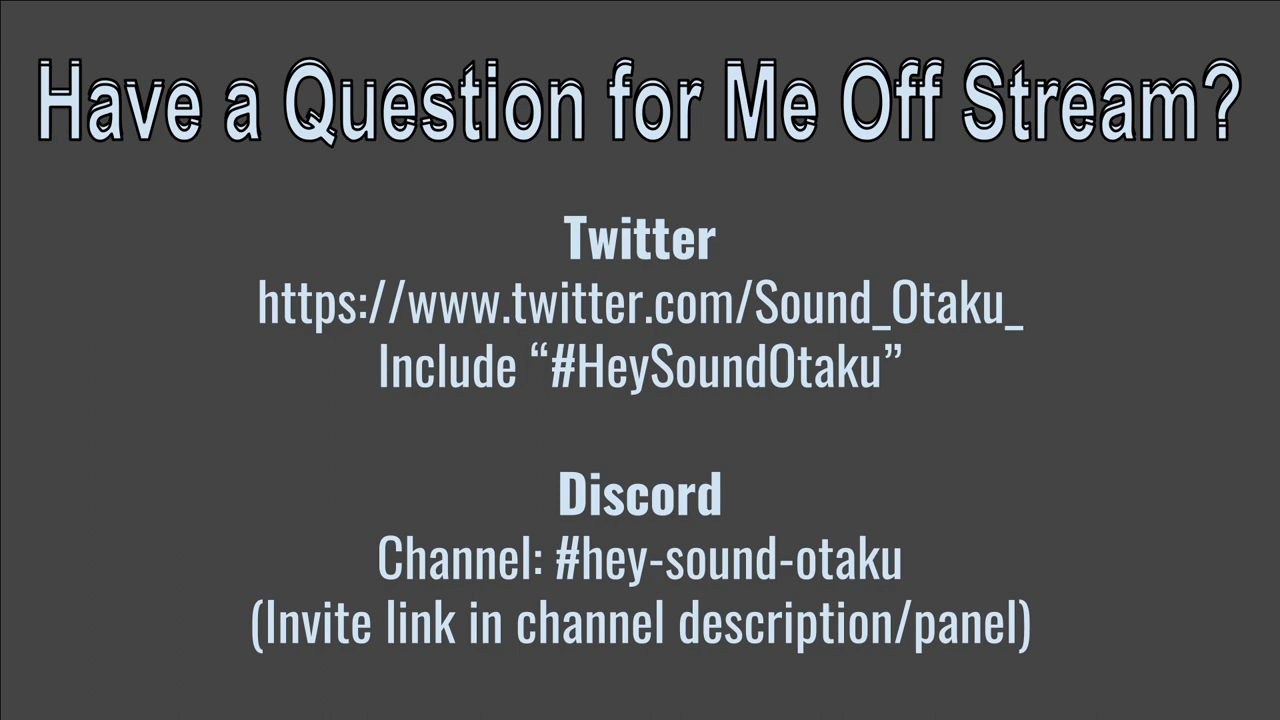 Have a Question for Me Off Stream?
Twitter
https://www.twitter.com/Sound_Otaku_
Include “#HeySoundOtaku”
Discord
Channel: #hey-sound-otaku
(Invite link in channel description/panel)